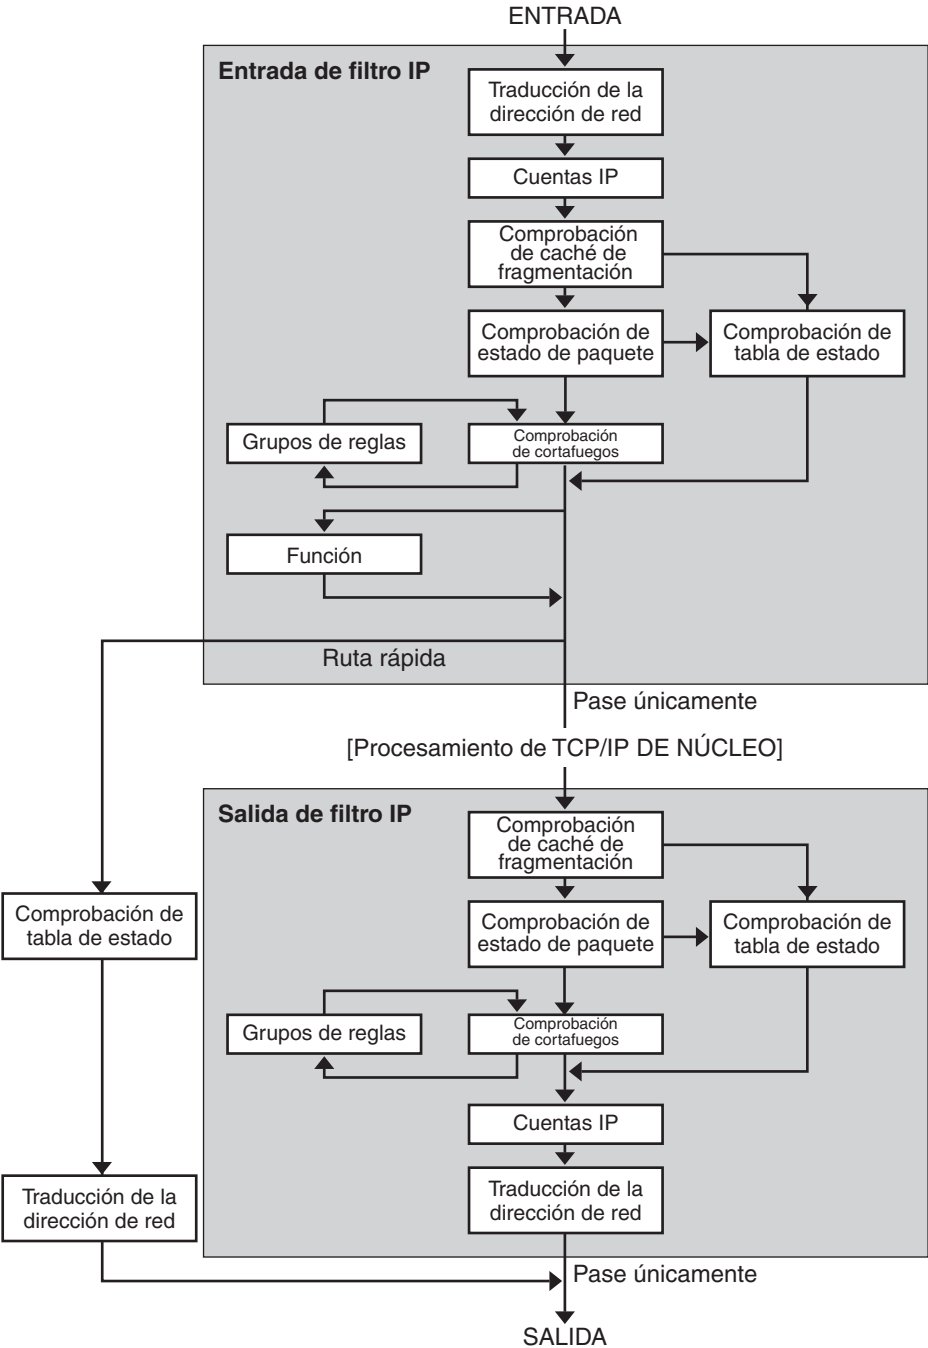 ENTRADA
Entrada de filtro IP
Traducción de la
dirección de red
Cuentas IP
Comprobación
de caché de
fragmentación
Comprobación de
estado de paquete
Comprobación de
tabla de estado
Grupos de reglas
Comprobación
de cortafuegos
Función
Ruta rápida
Pase únicamente
[Procesamiento de TCP/IP DE NÚCLEO]
Salida de filtro IP
Comprobación
de caché de
fragmentación
Comprobación de
tabla de estado
Comprobación de
estado de paquete
Comprobación de
tabla de estado
Grupos de reglas
Comprobación
de cortafuegos
Cuentas IP
Traducción de la
dirección de red
Traducción de la
dirección de red
Pase únicamente
SALIDA